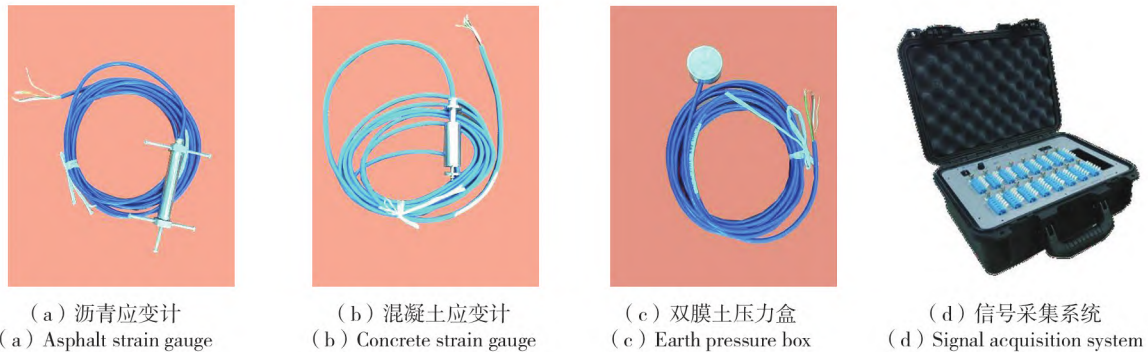 （a）沥青应变计
（a）Asphalt strain gauge
（b）混凝土应变计
（b）Concrete strain gauge
（c）双膜土压力盒
（c）Earth pressure box
（d）信号采集系统
（d）Signal acquisition system